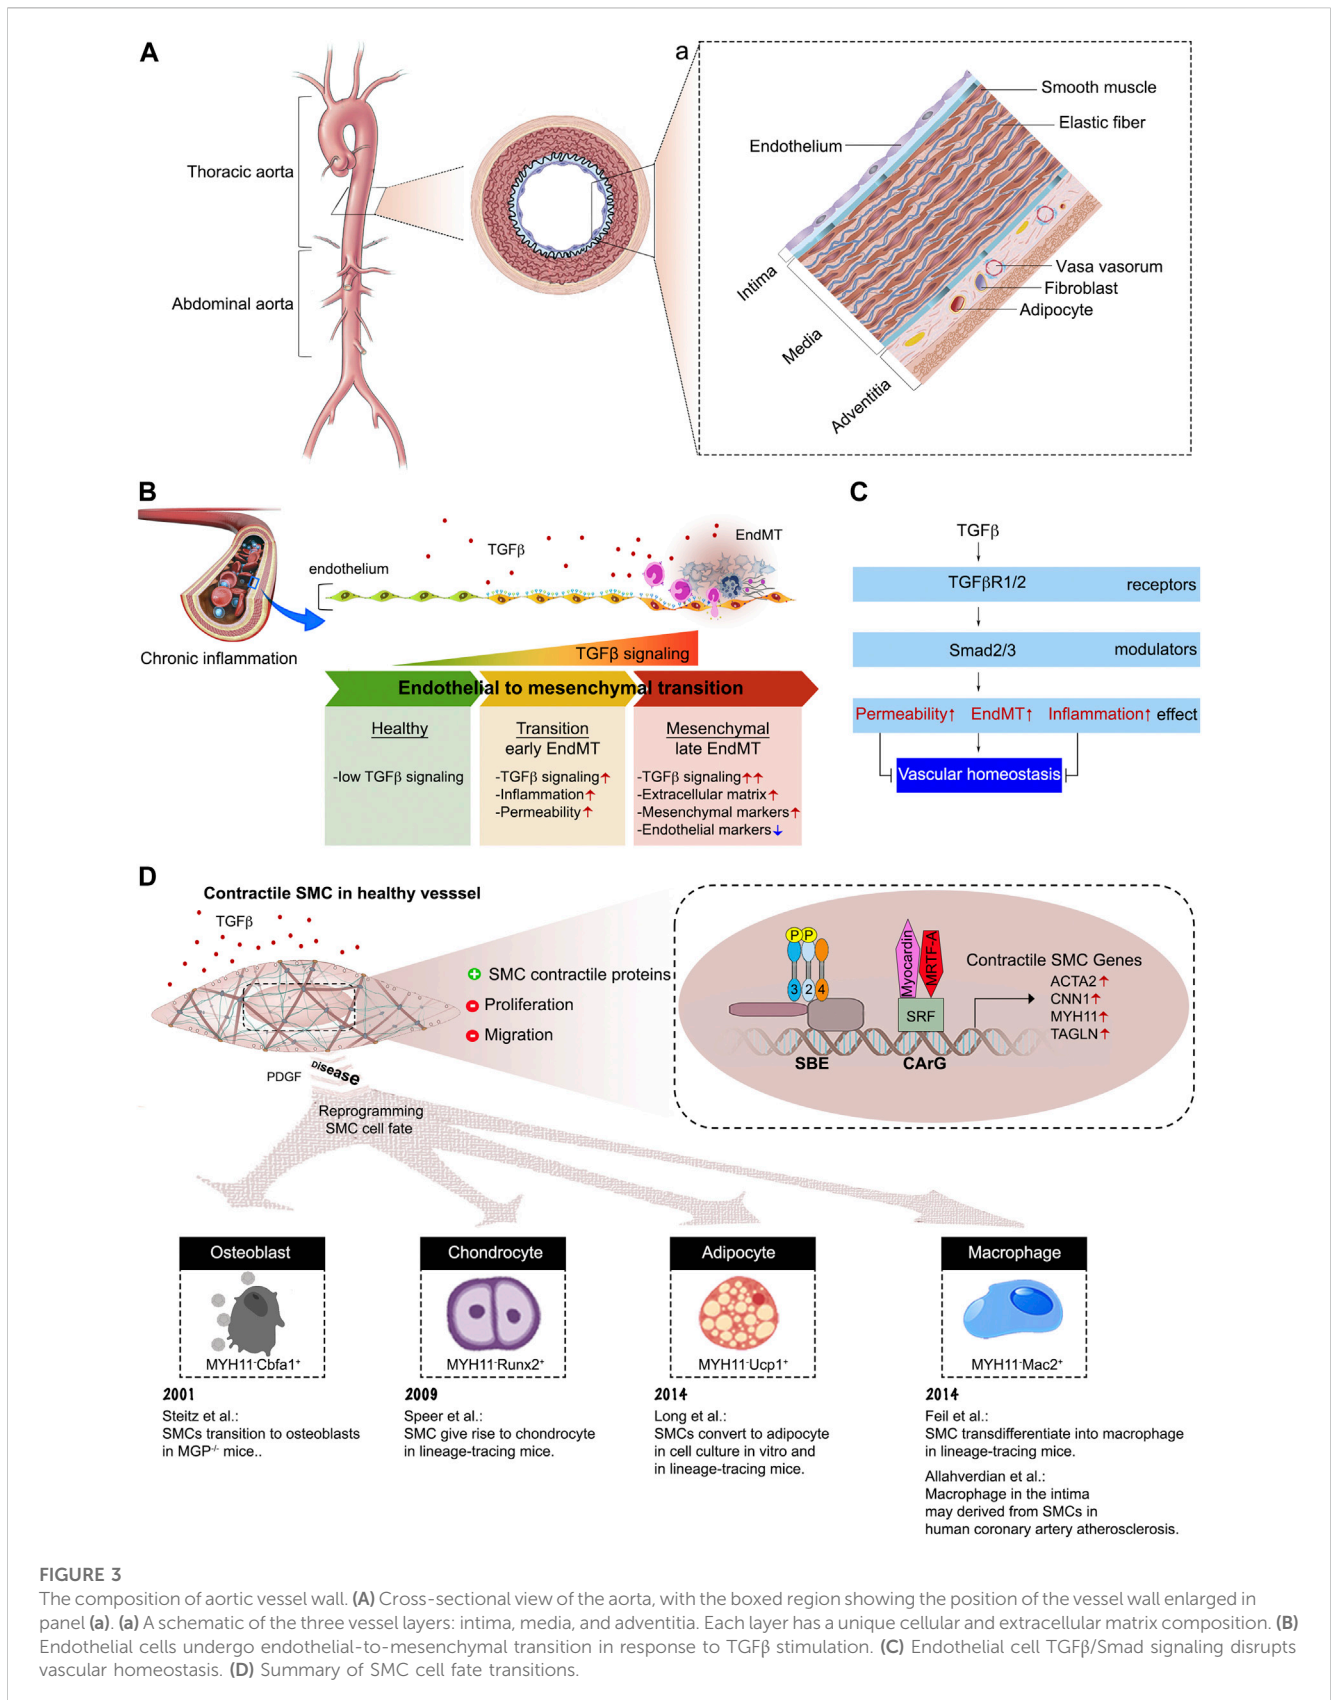 A
a
Thoracic aorta
Abdominal aorta
Endothelium
Smooth muscle
Elastic fiber
Vasa vasorum
Fibroblast
Adipocyte
Intima
Media
Adventitia
B
TGFβ
EndMT
endothelium
Chronic inflammation
TGFβ signaling
Endothelial to mesenchymal transition
Healthy
-low TGFβ signaling
Transition
early EndMT
-TGFβ signaling↑
-Inflammation↑
-Permeability↑
Mesenchymal
late EndMT
-TGFβ signaling↑↑
-Extracellular matrix↑
-Mesenchymal markers↑
-Endothelial markers↓
C
TGFβ
TGFβR1/2 receptors
Smad2/3 modulators
Permeability↑ EndMT↑ Inflammation↑ effect
Vascular homeostasis
D
Contractile SMC in healthy vesssel
TGFβ
+ SMC contractile proteins
- Proliferation
- Migration
PDGF
Disease
Reprogramming
SMC cell fate
P P
3 2 4
Myocardin
MRTF-A
SRF
SBE
CArG
Contractile SMC Genes
ACTA2↑
CNN1↑
MYH11↑
TAGLN↑
Osteoblast
MYH11⁻Cbfa1⁺
2001
Steitz et al.:
SMCs transition to osteoblasts
in MGP⁻/⁻ mice..
Chondrocyte
MYH11⁻Runx2⁺
2009
Speer et al.:
SMC give rise to chondrocyte
in lineage-tracing mice.
Adipocyte
MYH11⁻Ucp1⁺
2014
Long et al.:
SMCs convert to adipocyte
in cell culture in vitro and
in lineage-tracing mice.
Macrophage
MYH11⁻Mac2⁺
2014
Feil et al.:
SMC transdifferentiate into macrophage
in lineage-tracing mice.
Allahverdian et al.:
Macrophage in the intima
may derived from SMCs in
human coronary artery atherosclerosis.
FIGURE 3
The composition of aortic vessel wall. (A) Cross-sectional view of the aorta, with the boxed region showing the position of the vessel wall enlarged in
panel (a). (a) A schematic of the three vessel layers: intima, media, and adventitia. Each layer has a unique cellular and extracellular matrix composition. (B)
Endothelial cells undergo endothelial-to-mesenchymal transition in response to TGFβ stimulation. (C) Endothelial cell TGFβ/Smad signaling disrupts
vascular homeostasis. (D) Summary of SMC cell fate transitions.